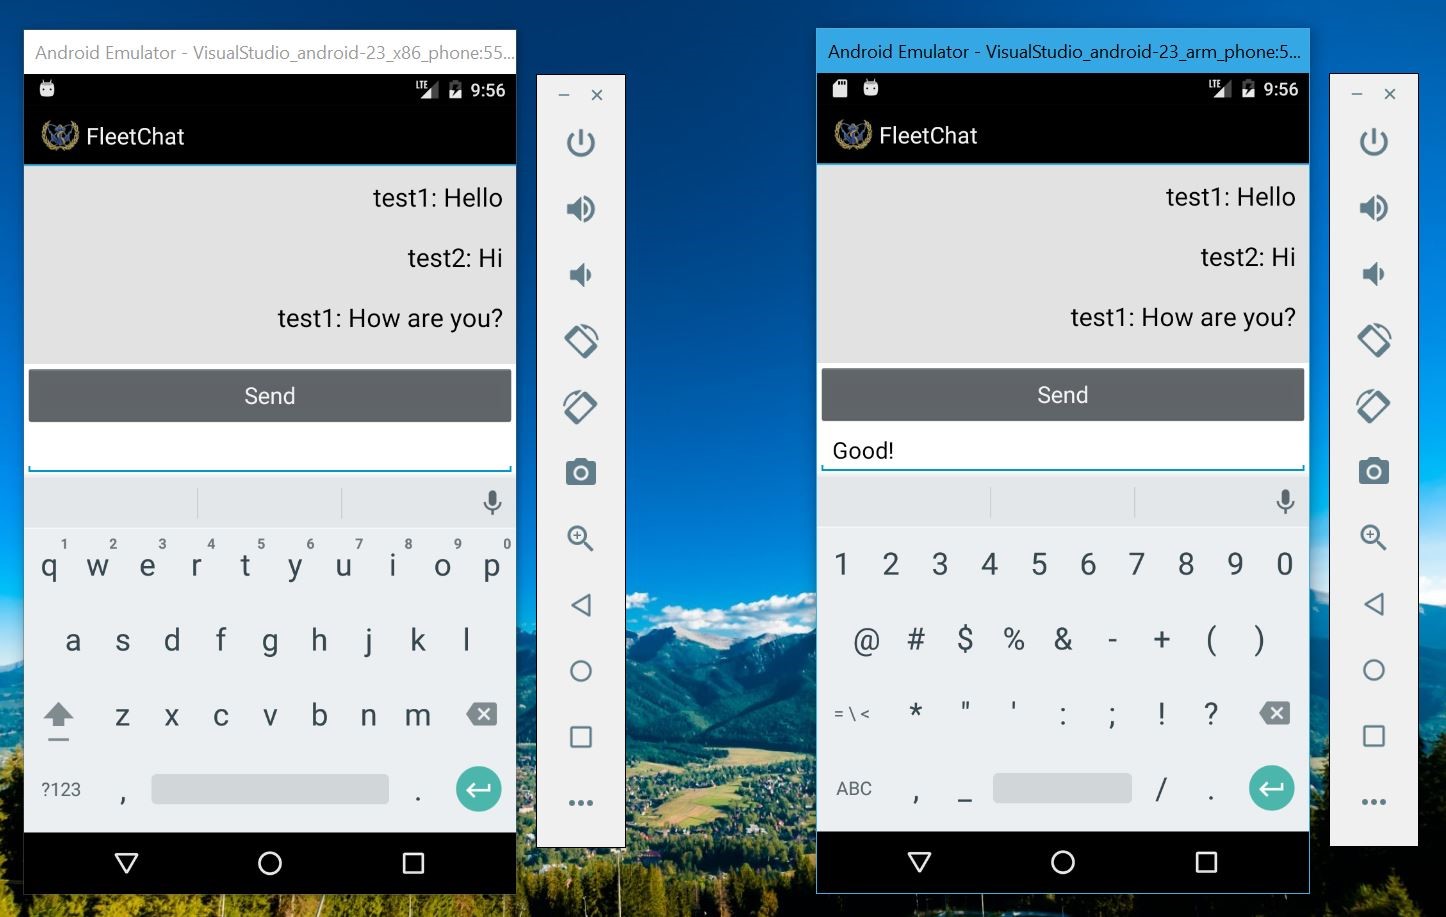 Android Emulator - VisualStudio_android-23_x86_phone:55...
LTE 9:56
FleetChat
test1: Hello
test2: Hi
test1: How are you?
Send
1 2 3 4 5 6 7 8 9 0
q w e r t y u i o p
a s d f g h j k l
z x c v b n m
?123 , .
Android Emulator - VisualStudio_android-23_arm_phone:5...
LTE 9:56
FleetChat
test1: Hello
test2: Hi
test1: How are you?
Send
Good!
1 2 3 4 5 6 7 8 9 0
@ # $ % & - + ( )
= \ < * " ' : ; ! ?
ABC , _ / .